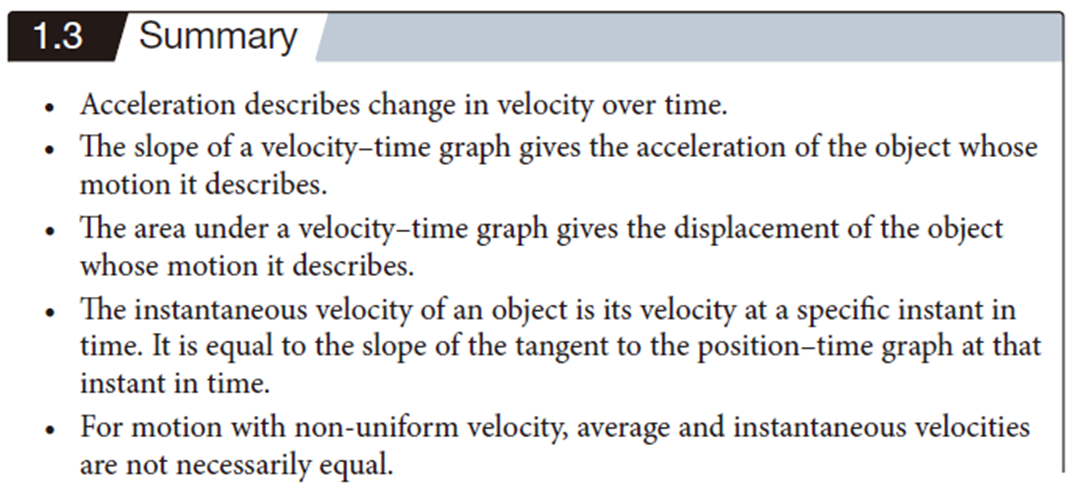 1.3 Summary
• Acceleration describes change in velocity over time.
• The slope of a velocity–time graph gives the acceleration of the object whose
motion it describes.
• The area under a velocity–time graph gives the displacement of the object
whose motion it describes.
• The instantaneous velocity of an object is its velocity at a specific instant in
time. It is equal to the slope of the tangent to the position–time graph at that
instant in time.
• For motion with non-uniform velocity, average and instantaneous velocities
are not necessarily equal.